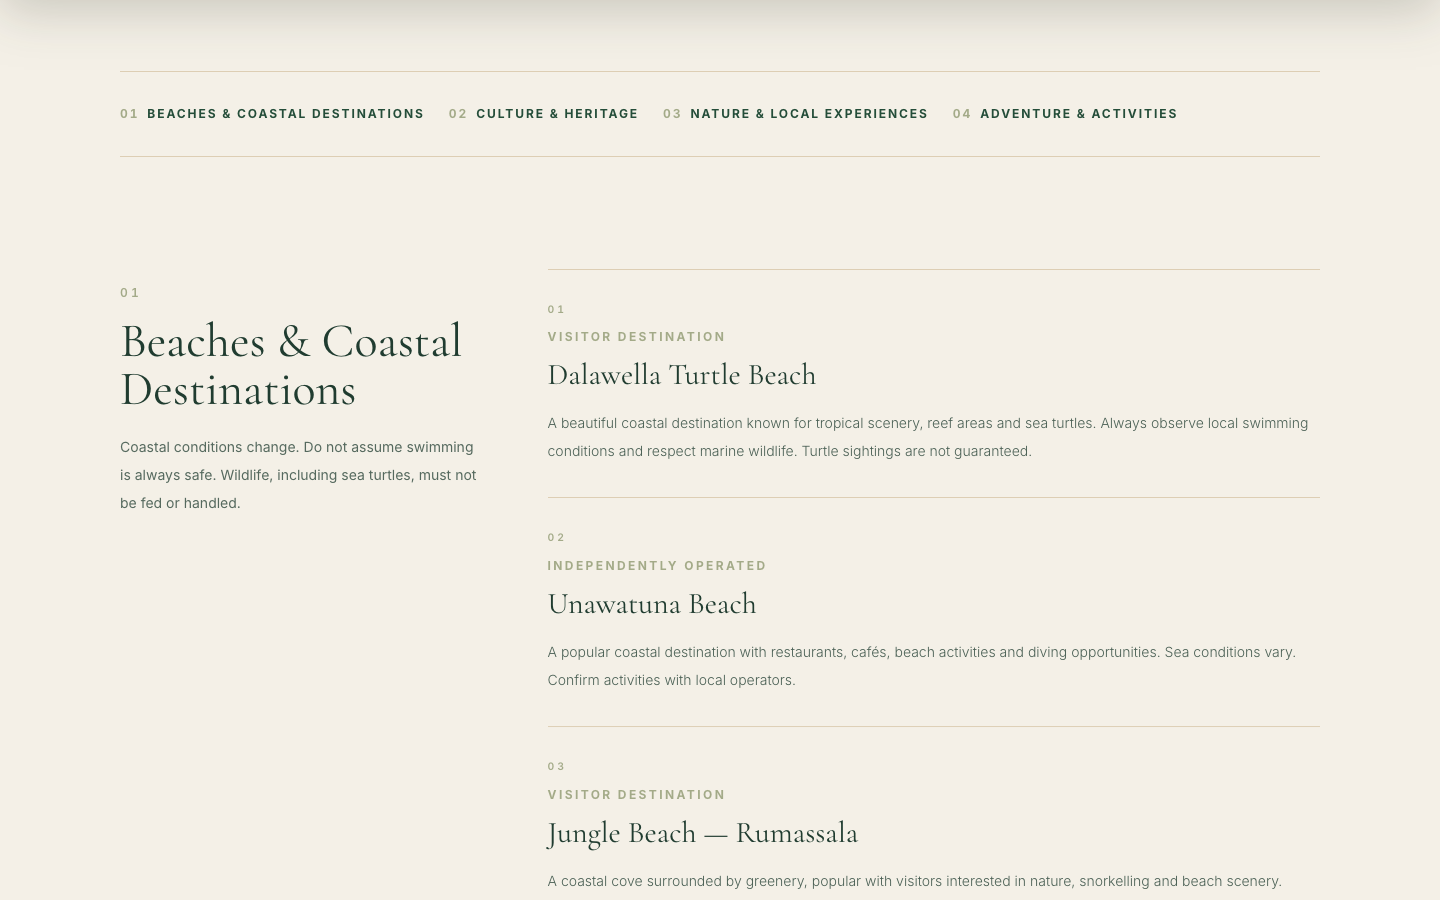 01 BEACHES & COASTAL DESTINATIONS 02 CULTURE & HERITAGE 03 NATURE & LOCAL EXPERIENCES 04 ADVENTURE & ACTIVITIES
01
Beaches & Coastal
Destinations
Coastal conditions change. Do not assume swimming
is always safe. Wildlife, including sea turtles, must not
be fed or handled.
01
VISITOR DESTINATION
Dalawella Turtle Beach
A beautiful coastal destination known for tropical scenery, reef areas and sea turtles. Always observe local swimming
conditions and respect marine wildlife. Turtle sightings are not guaranteed.
02
INDEPENDENTLY OPERATED
Unawatuna Beach
A popular coastal destination with restaurants, cafés, beach activities and diving opportunities. Sea conditions vary.
Confirm activities with local operators.
03
VISITOR DESTINATION
Jungle Beach — Rumassala
A coastal cove surrounded by greenery, popular with visitors interested in nature, snorkelling and beach scenery.